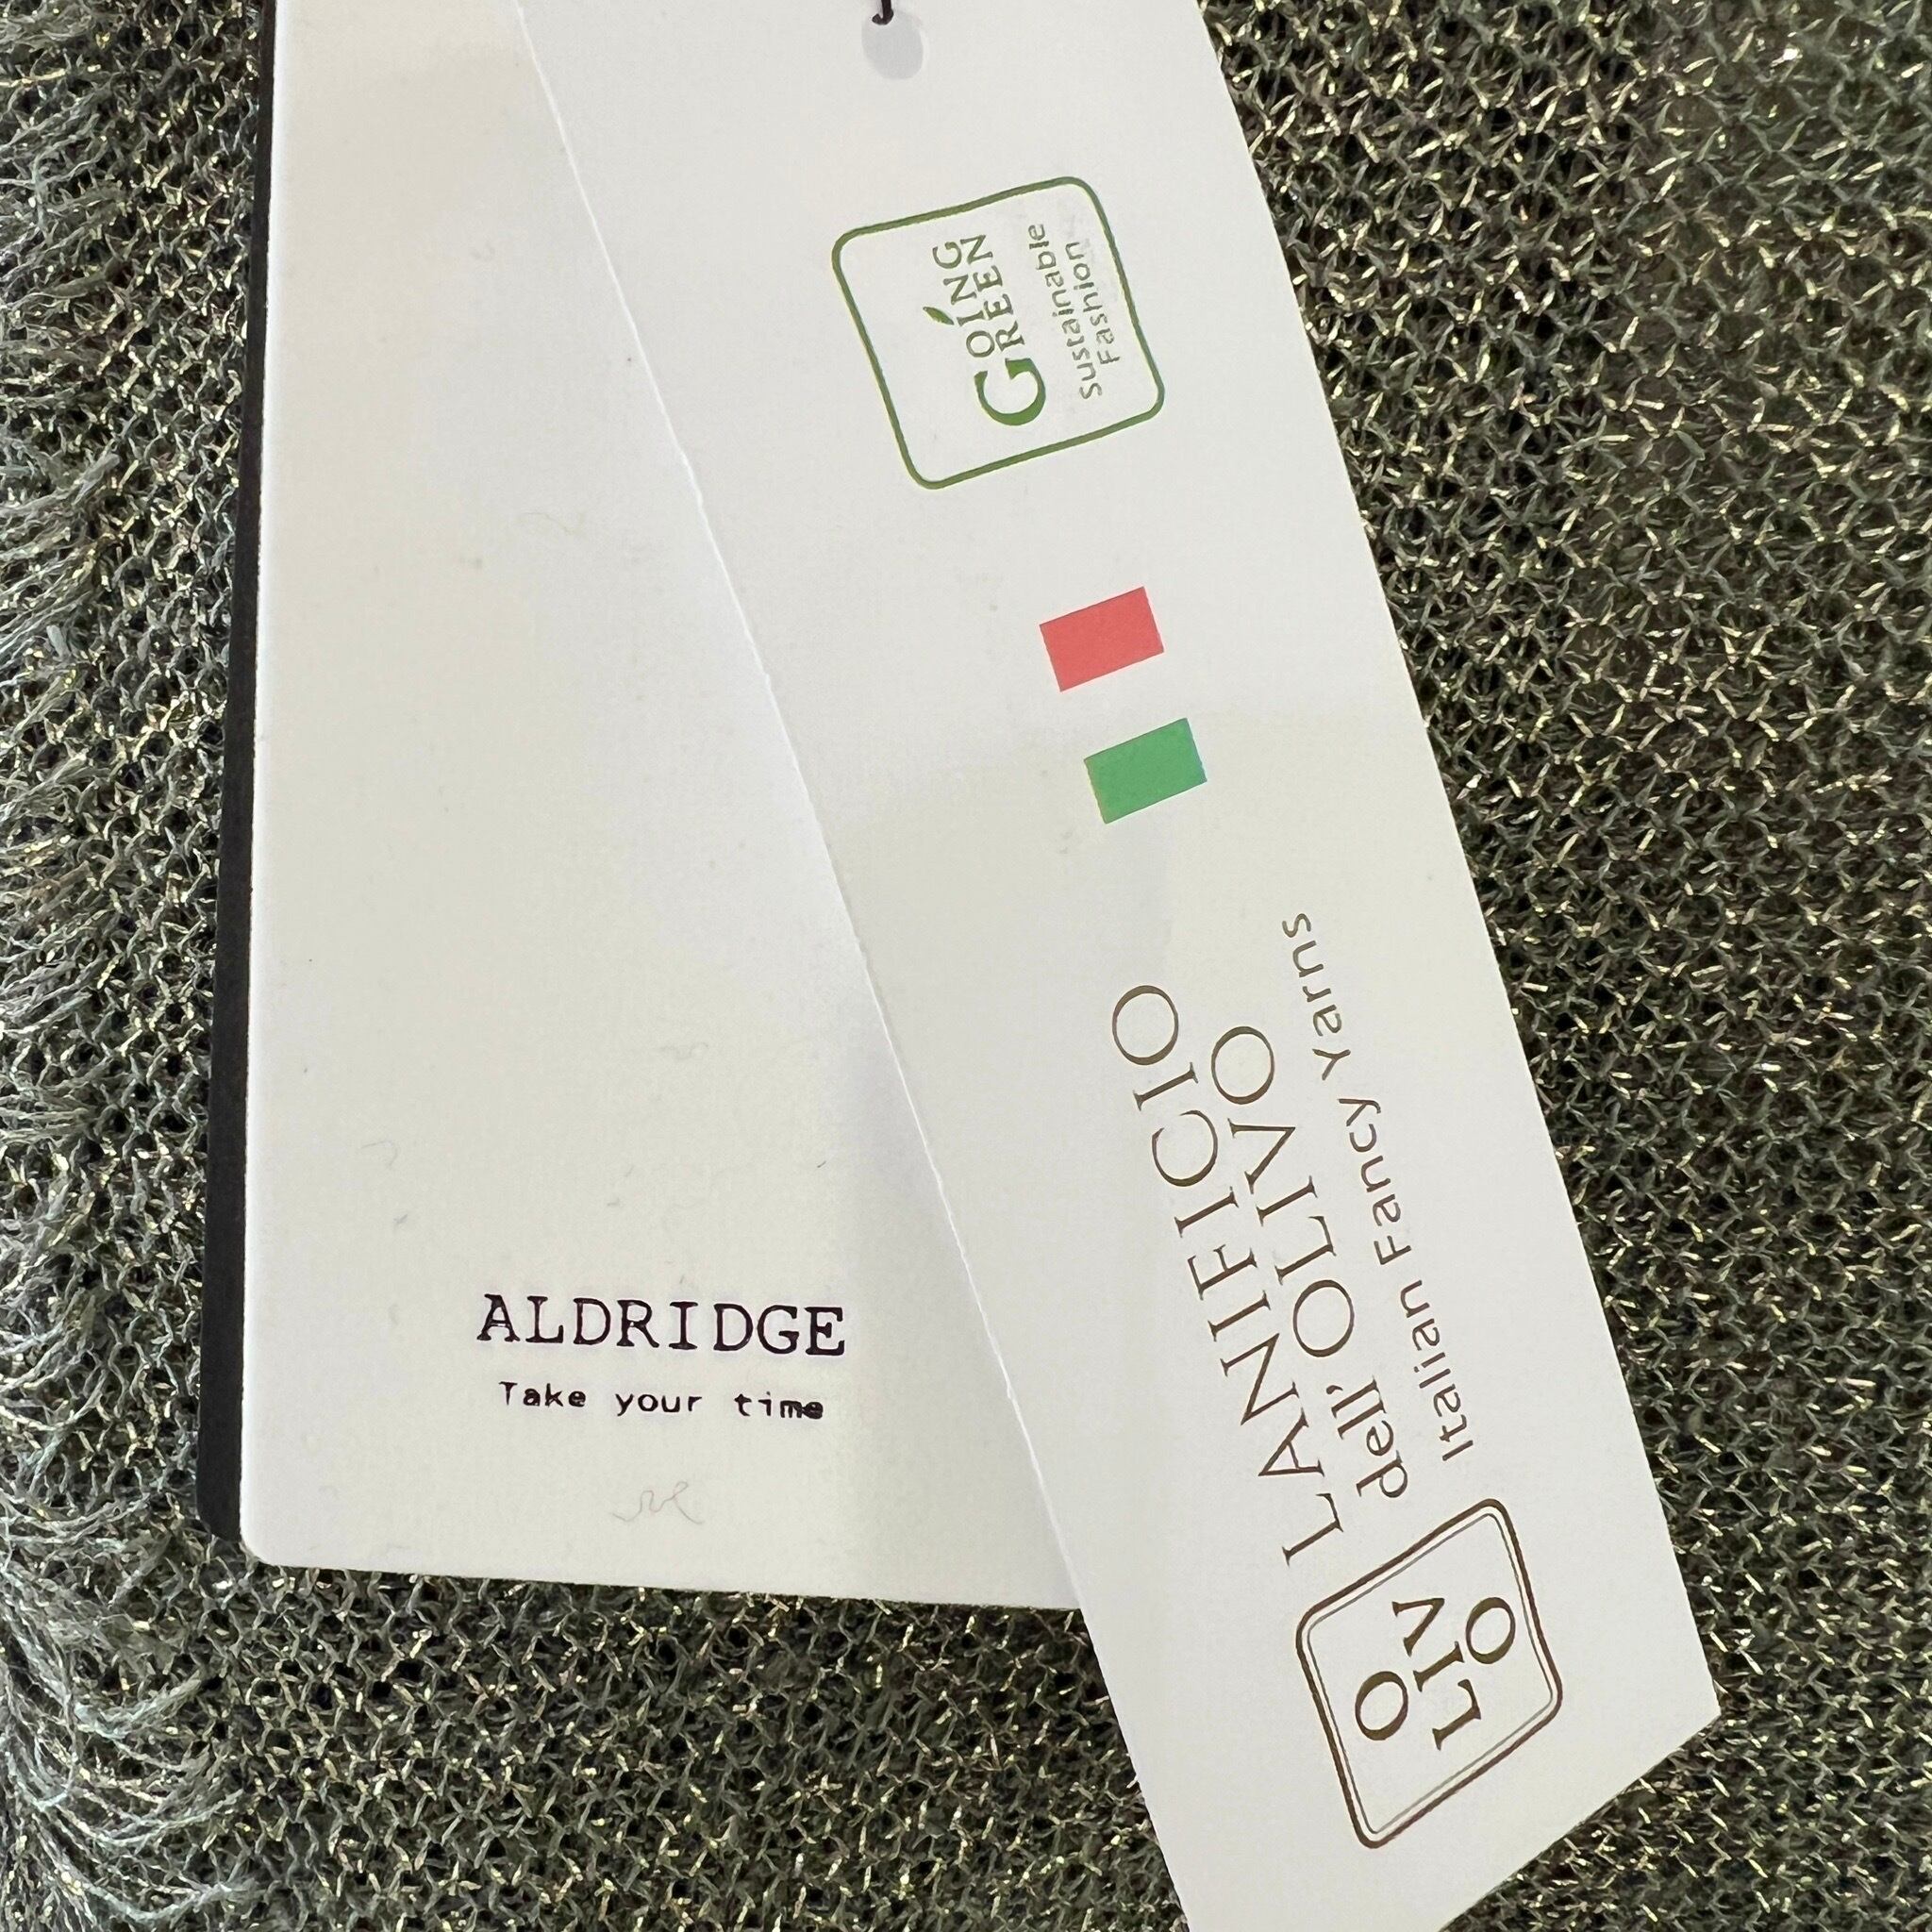 ALDRIDGE
Take your time
GOING
GREEN
Sustainable
Fashion
LANIFICIO
dell' OLIVO
Italian Fancy Yarns
O
LIV
O